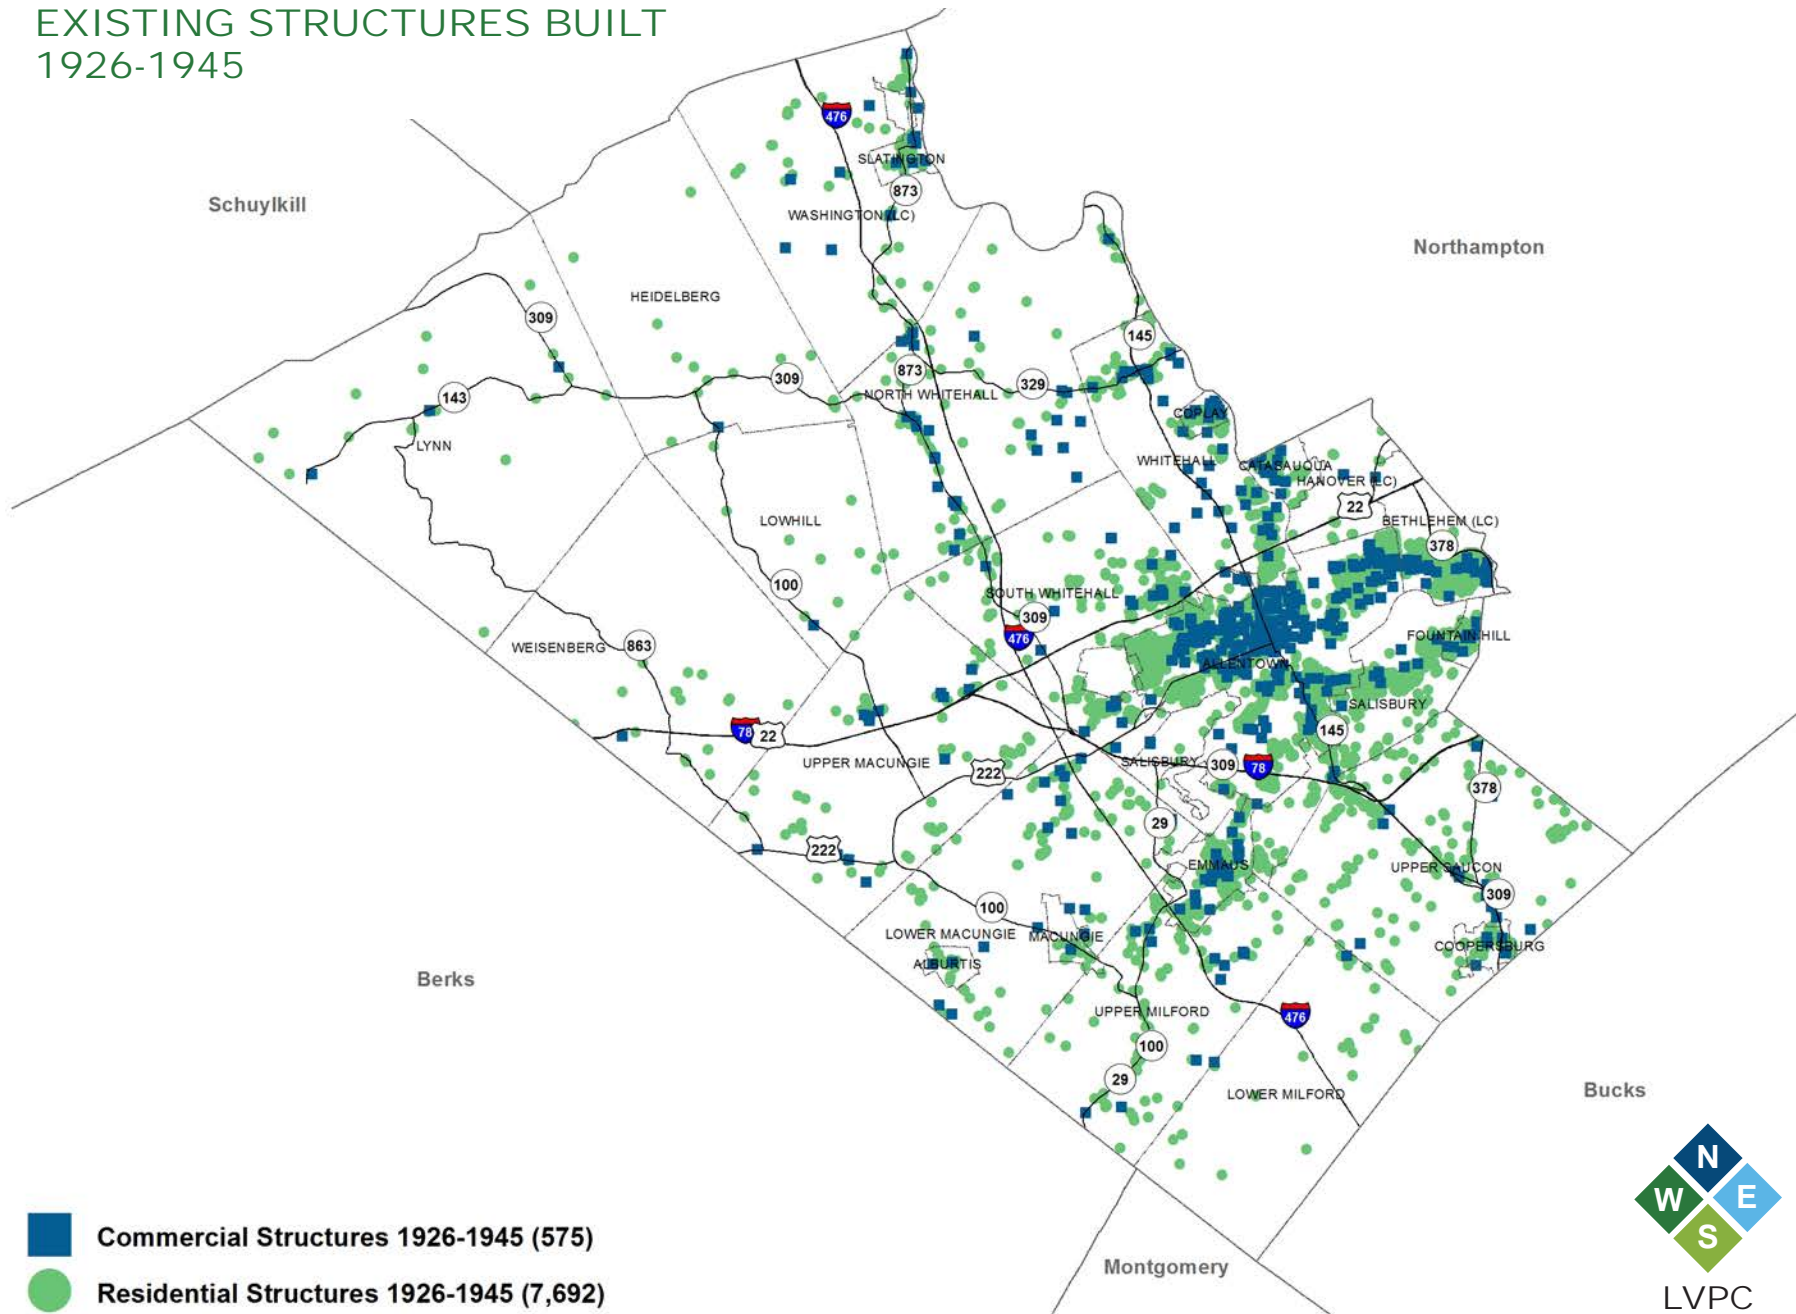 EXISTING STRUCTURES BUILT
1926-1945
476
SLATINGTON
873
Schuylkill
WASHINGTON (LC)
Northampton
HEIDELBERG
309
145
873
309
329
NORTH WHITEHALL
143
COPLAY
LYNN
WHITEHALL
CATASAUQUA
HANOVER (LC)
22
LOWHILL
BETHLEHEM (LC)
378
100
SOUTH WHITEHALL
309
476
FOUNTAIN HILL
WEISENBERG
863
ALLENTOWN
SALISBURY
78
22
145
UPPER MACUNGIE
222
SALISBURY
309
78
378
29
222
EMMAUS
UPPER SAUCON
309
100
LOWER MACUNGIE
MACUNGIE
COOPERSBURG
ALBURTIS
Berks
UPPER MILFORD
476
100
29
LOWER MILFORD
Bucks
N
W
E
S
LVPC
Commercial Structures 1926-1945 (575)
Montgomery
Residential Structures 1926-1945 (7,692)